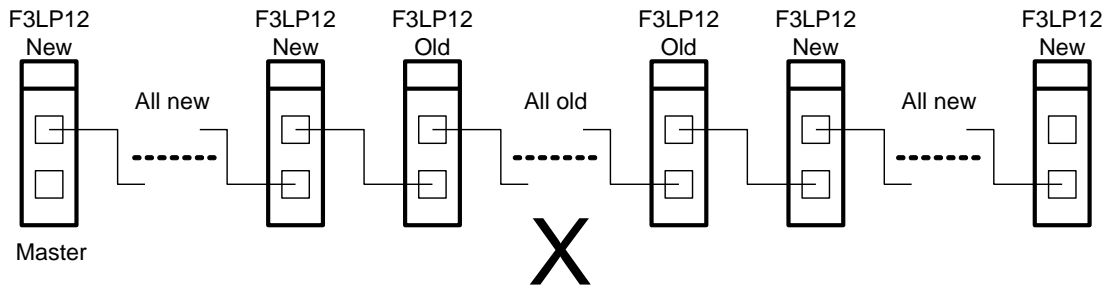 F3LP12 F3LP12 F3LP12 F3LP12 F3LP12 F3LP12
New New Old Old New New
All new All old All new
Master
X